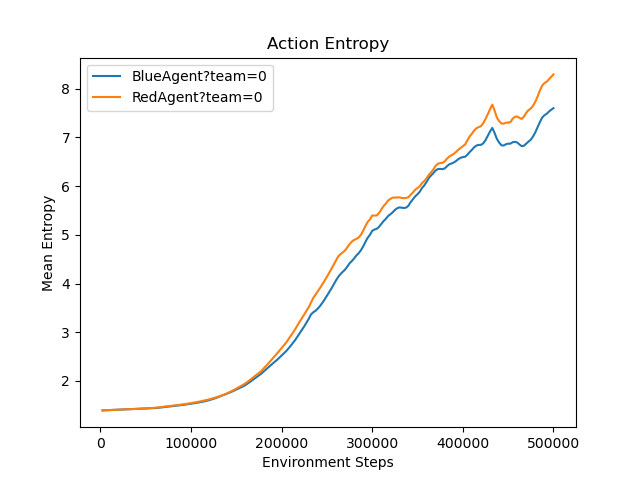 Action Entropy
BlueAgent?team=0
RedAgent?team=0
Mean Entropy
8
7
6
5
4
3
2
0
100000
200000
300000
400000
500000
Environment Steps